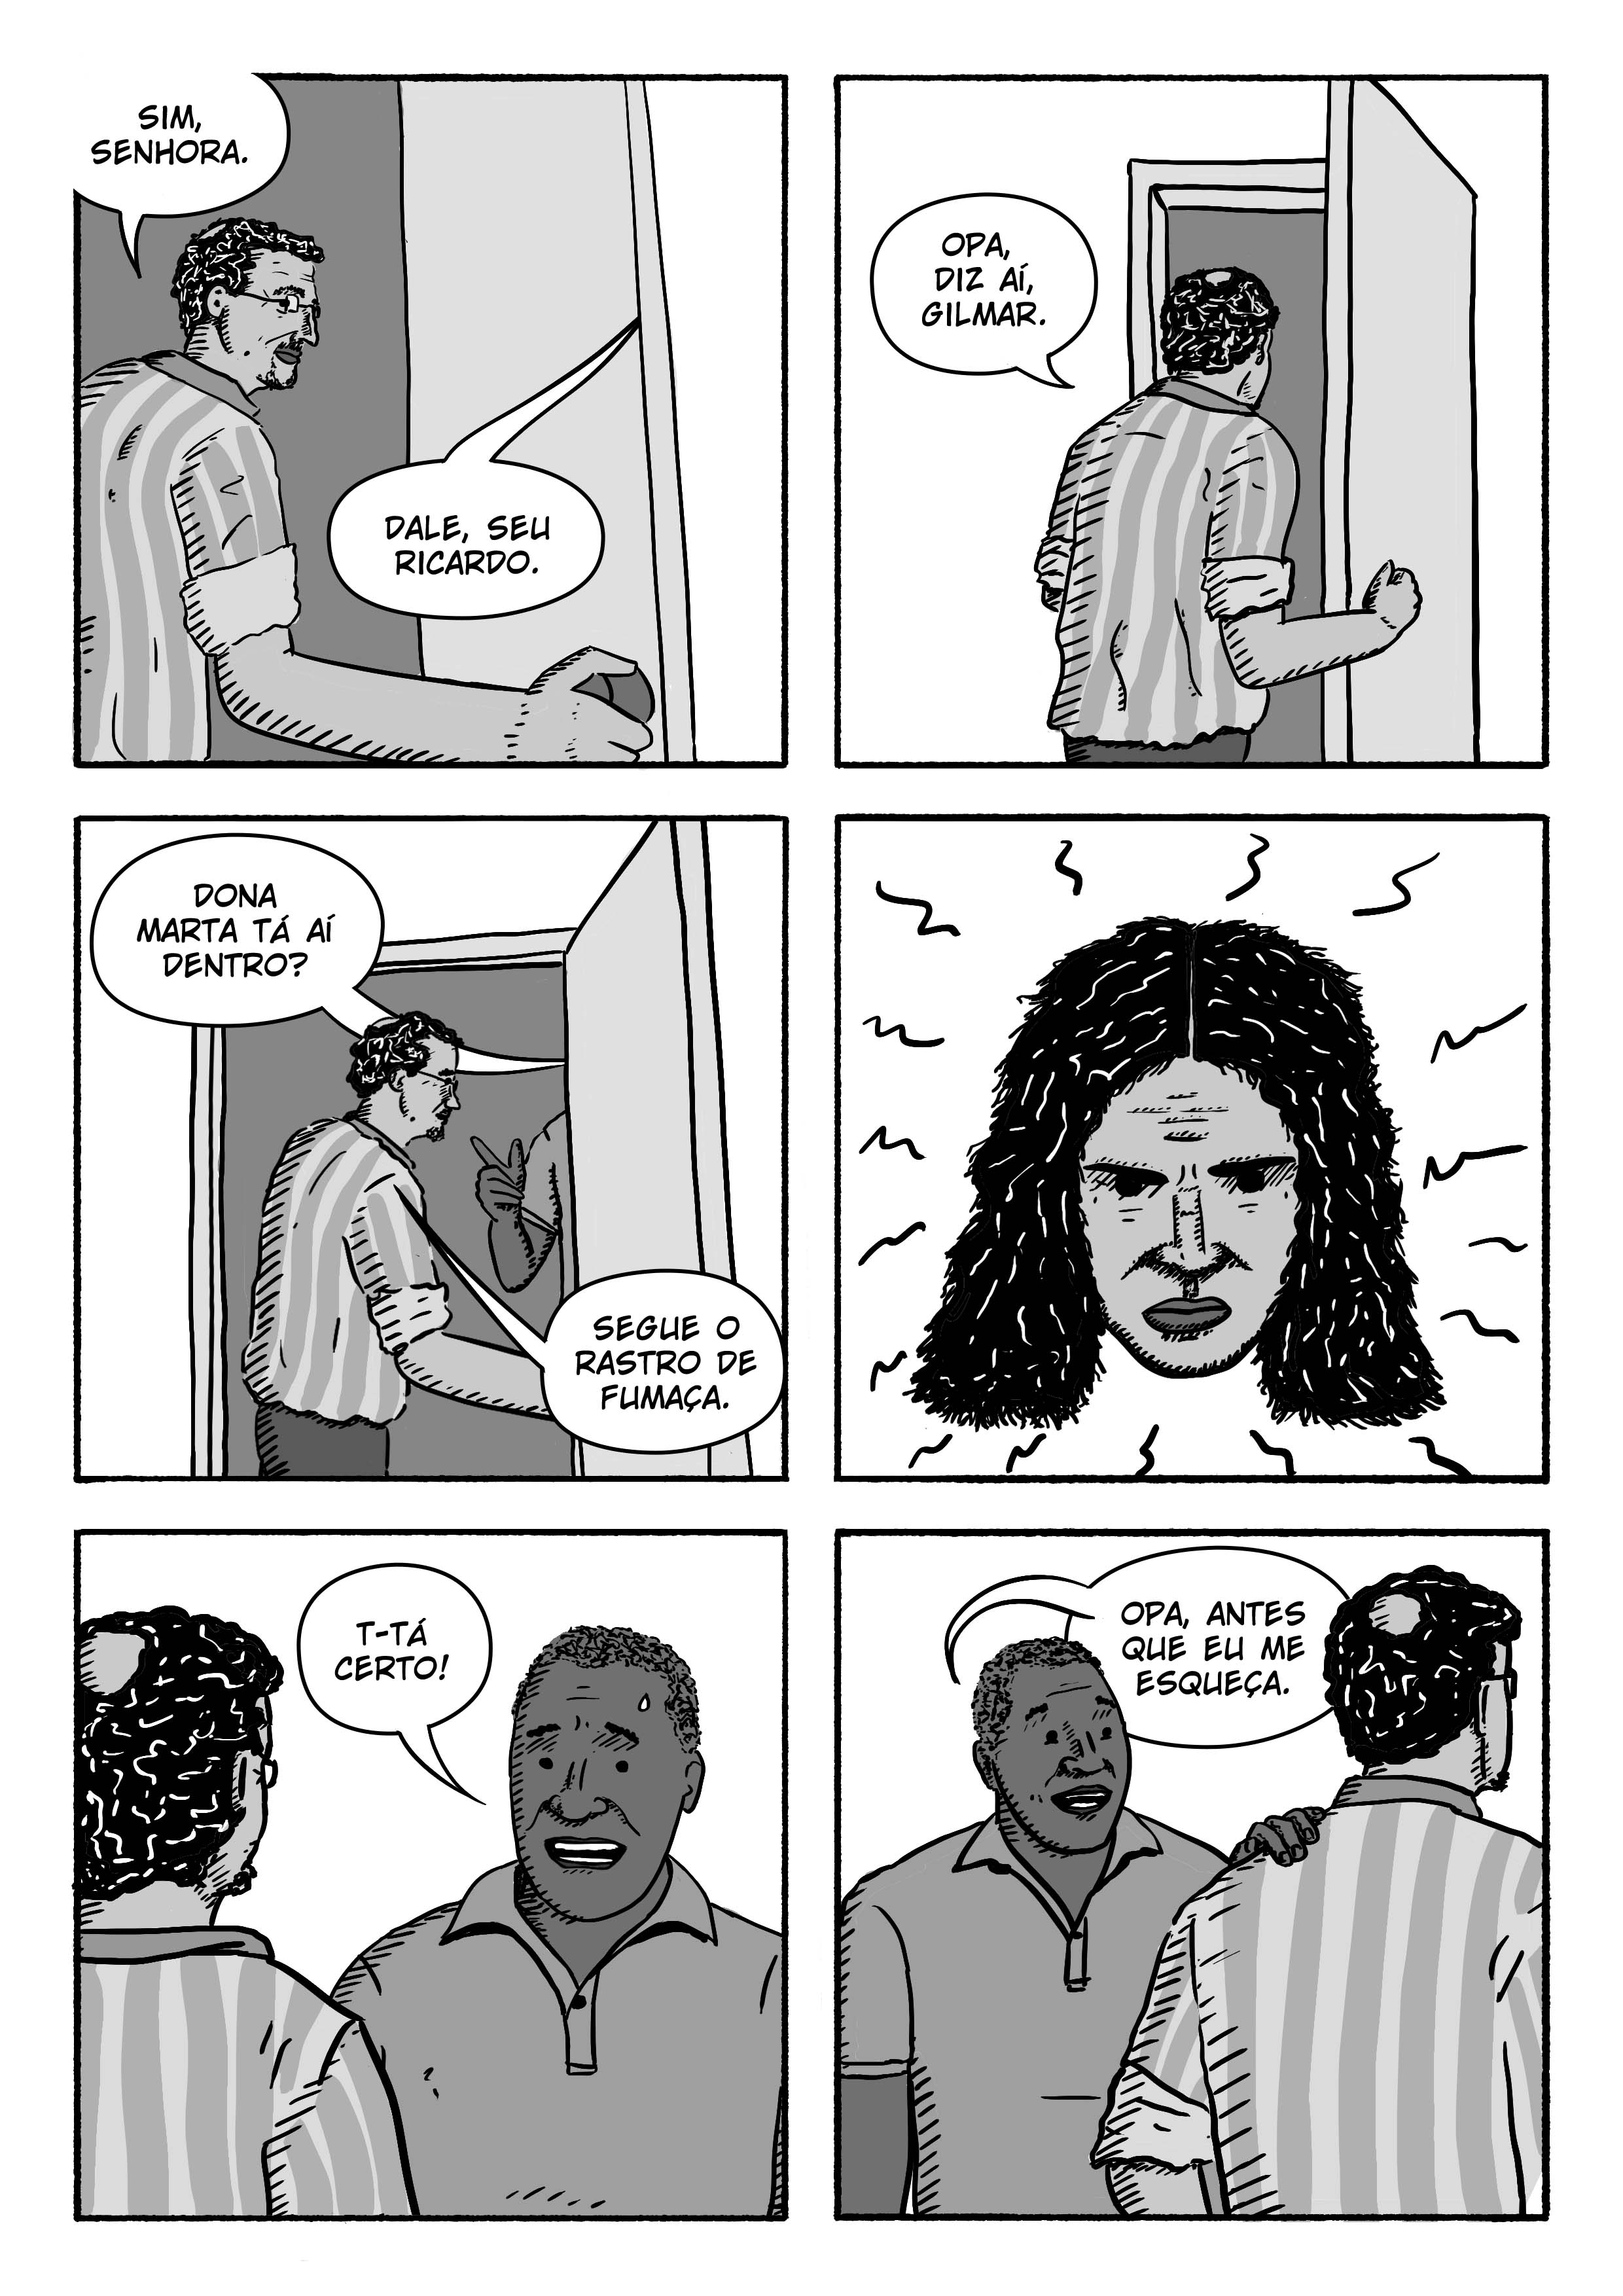 SIM,
SENHORA.
DALE, SEU
RICARDO.
OPA,
DIZ AÍ,
GILMAR.
DONA
MARTA TÁ AÍ
DENTRO?
SEGUE O
RASTRO DE
FUMAÇA.
T-TÁ
CERTO!
OPA, ANTES
QUE EU ME
ESQUEÇA.